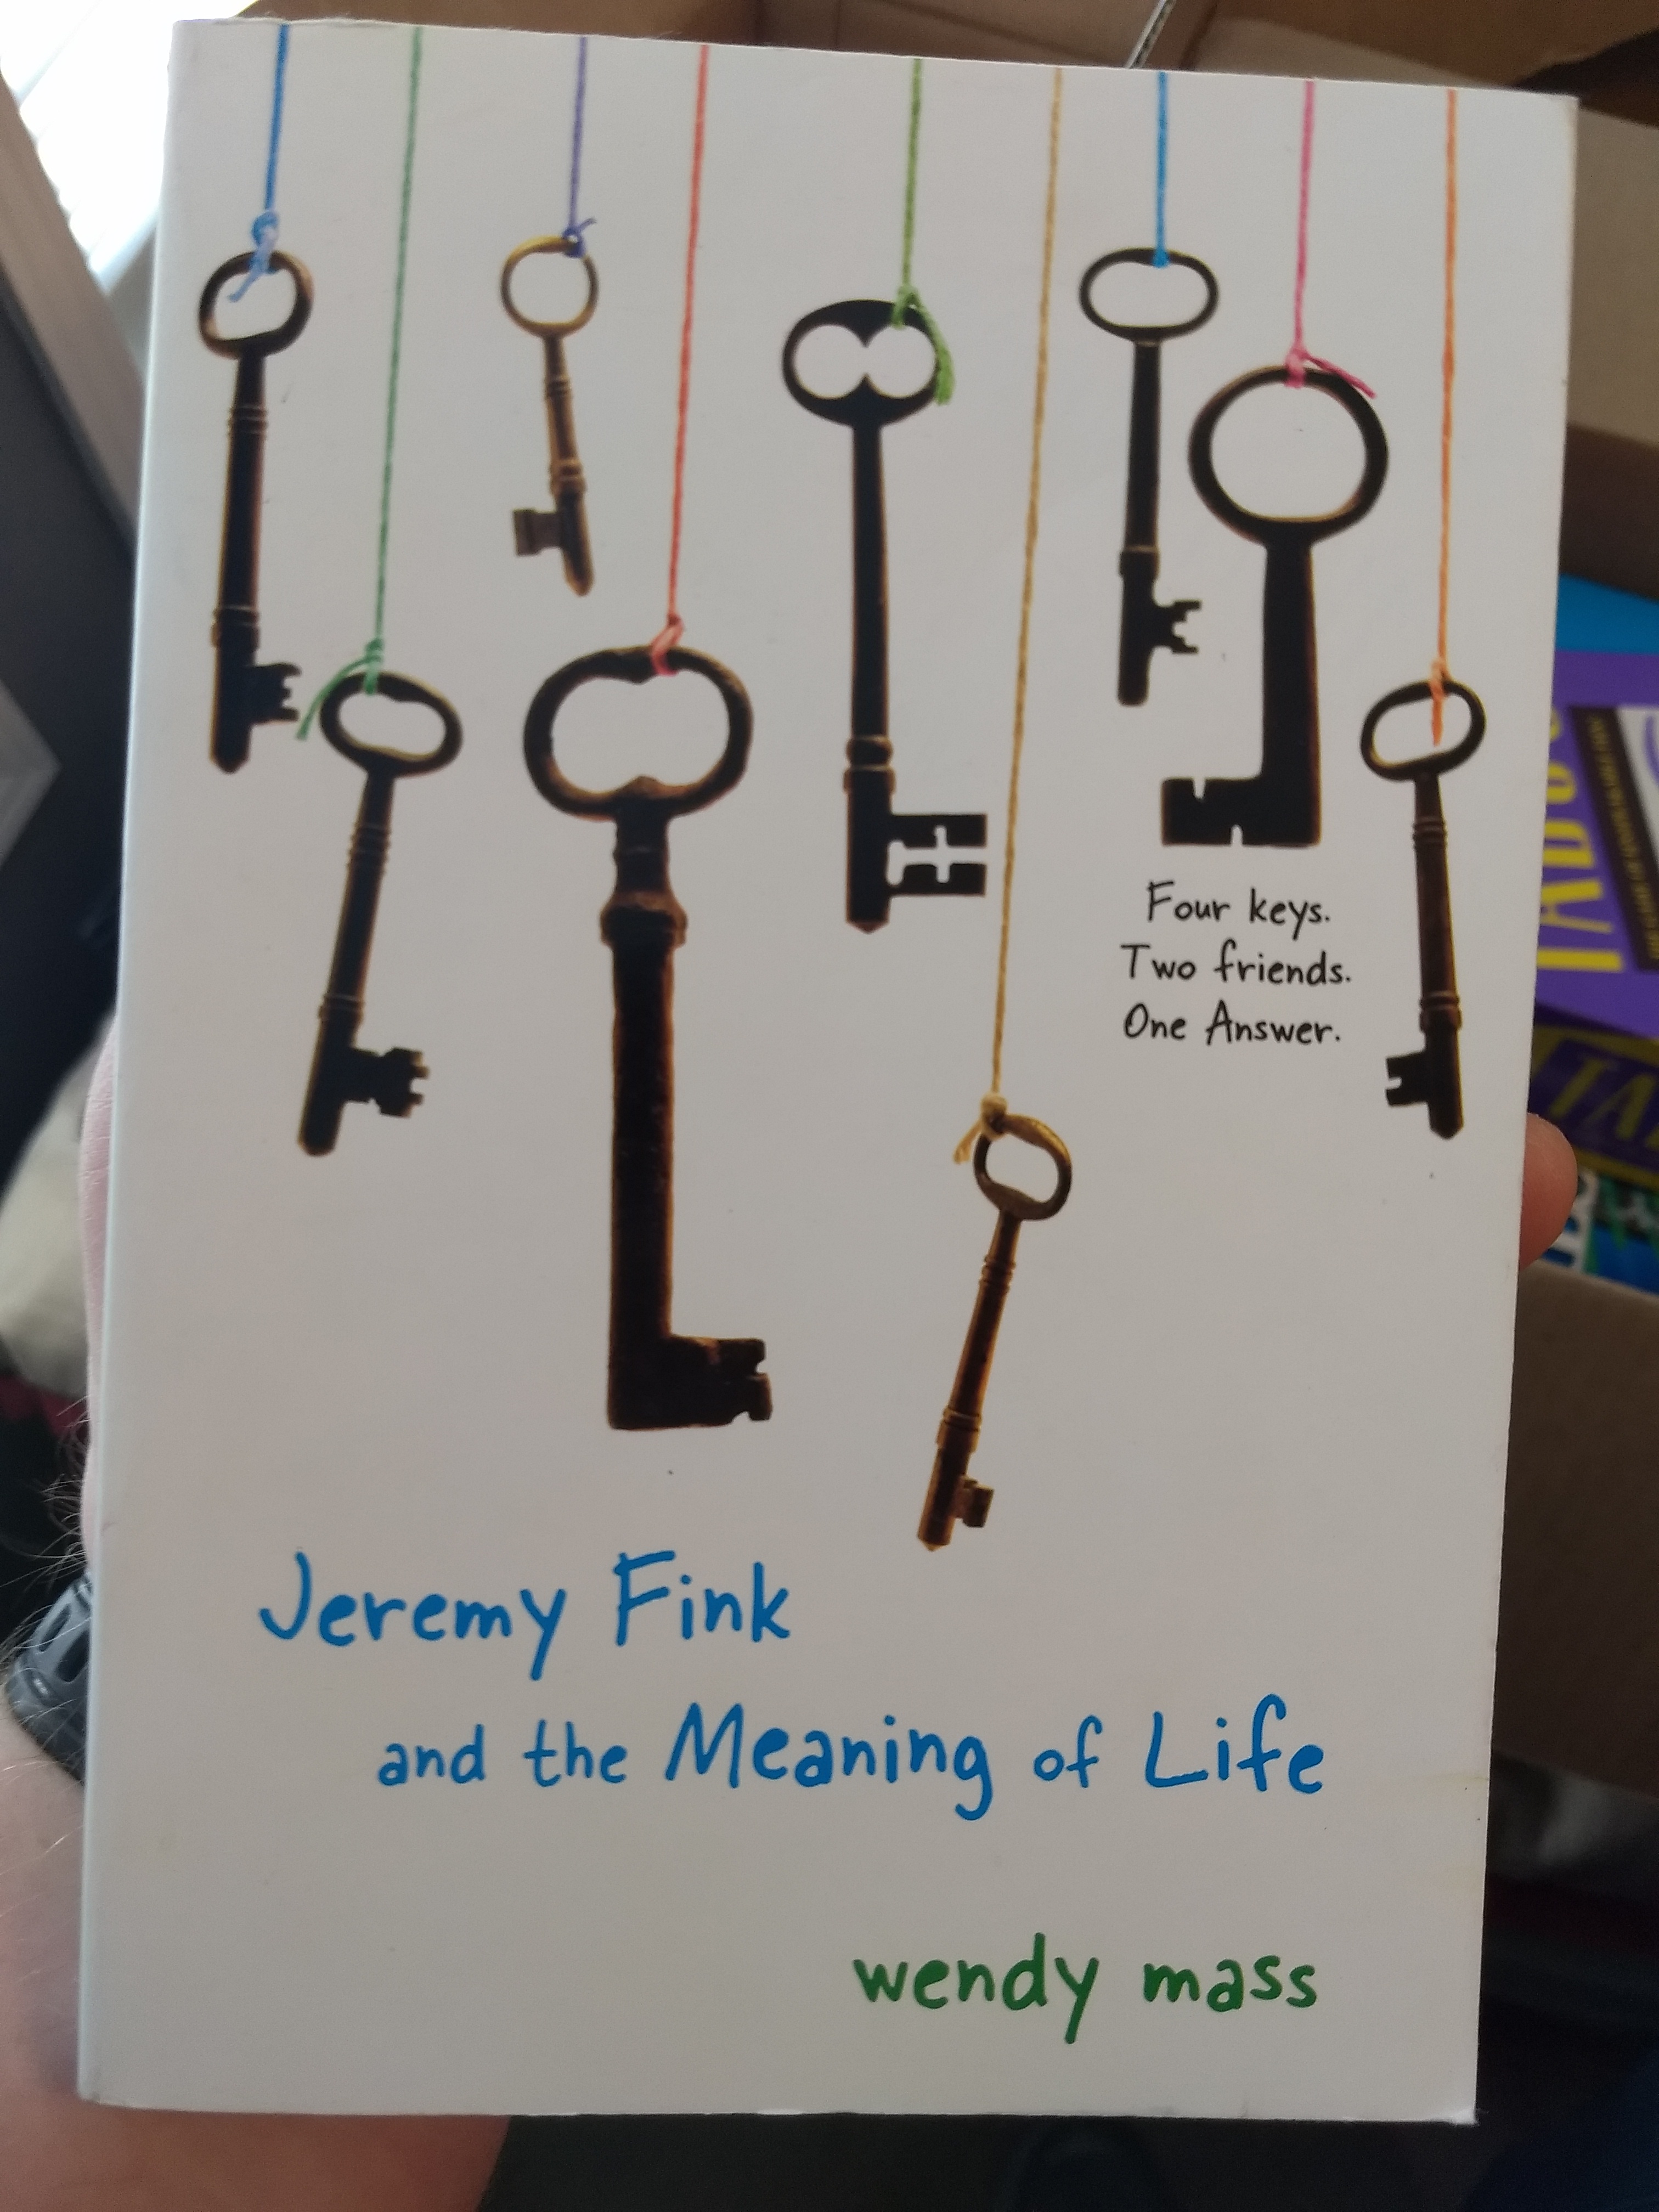 Four keys.
Two friends.
One Answer.
Jeremy Fink
and the Meaning of Life
wendy mass